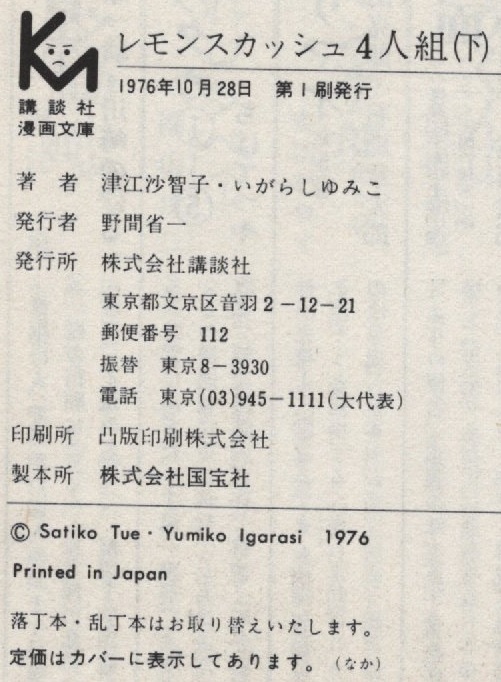 レモンスカッシュ4人組(下)
1976年10月28日　第1刷発行
KM
講談社
漫画文庫
著　者　津江沙智子・いがらしゆみこ
発行者　野間省一
発行所　株式会社講談社
東京都文京区音羽2-12-21
郵便番号　112
振替　東京8-3930
電話　東京(03)945-1111(大代表)
印刷所　凸版印刷株式会社
製本所　株式会社国宝社
© Satiko Tue・Yumiko Igarasi 1976
Printed in Japan
落丁本・乱丁本はお取り替えいたします。
定価はカバーに表示してあります。（なか）